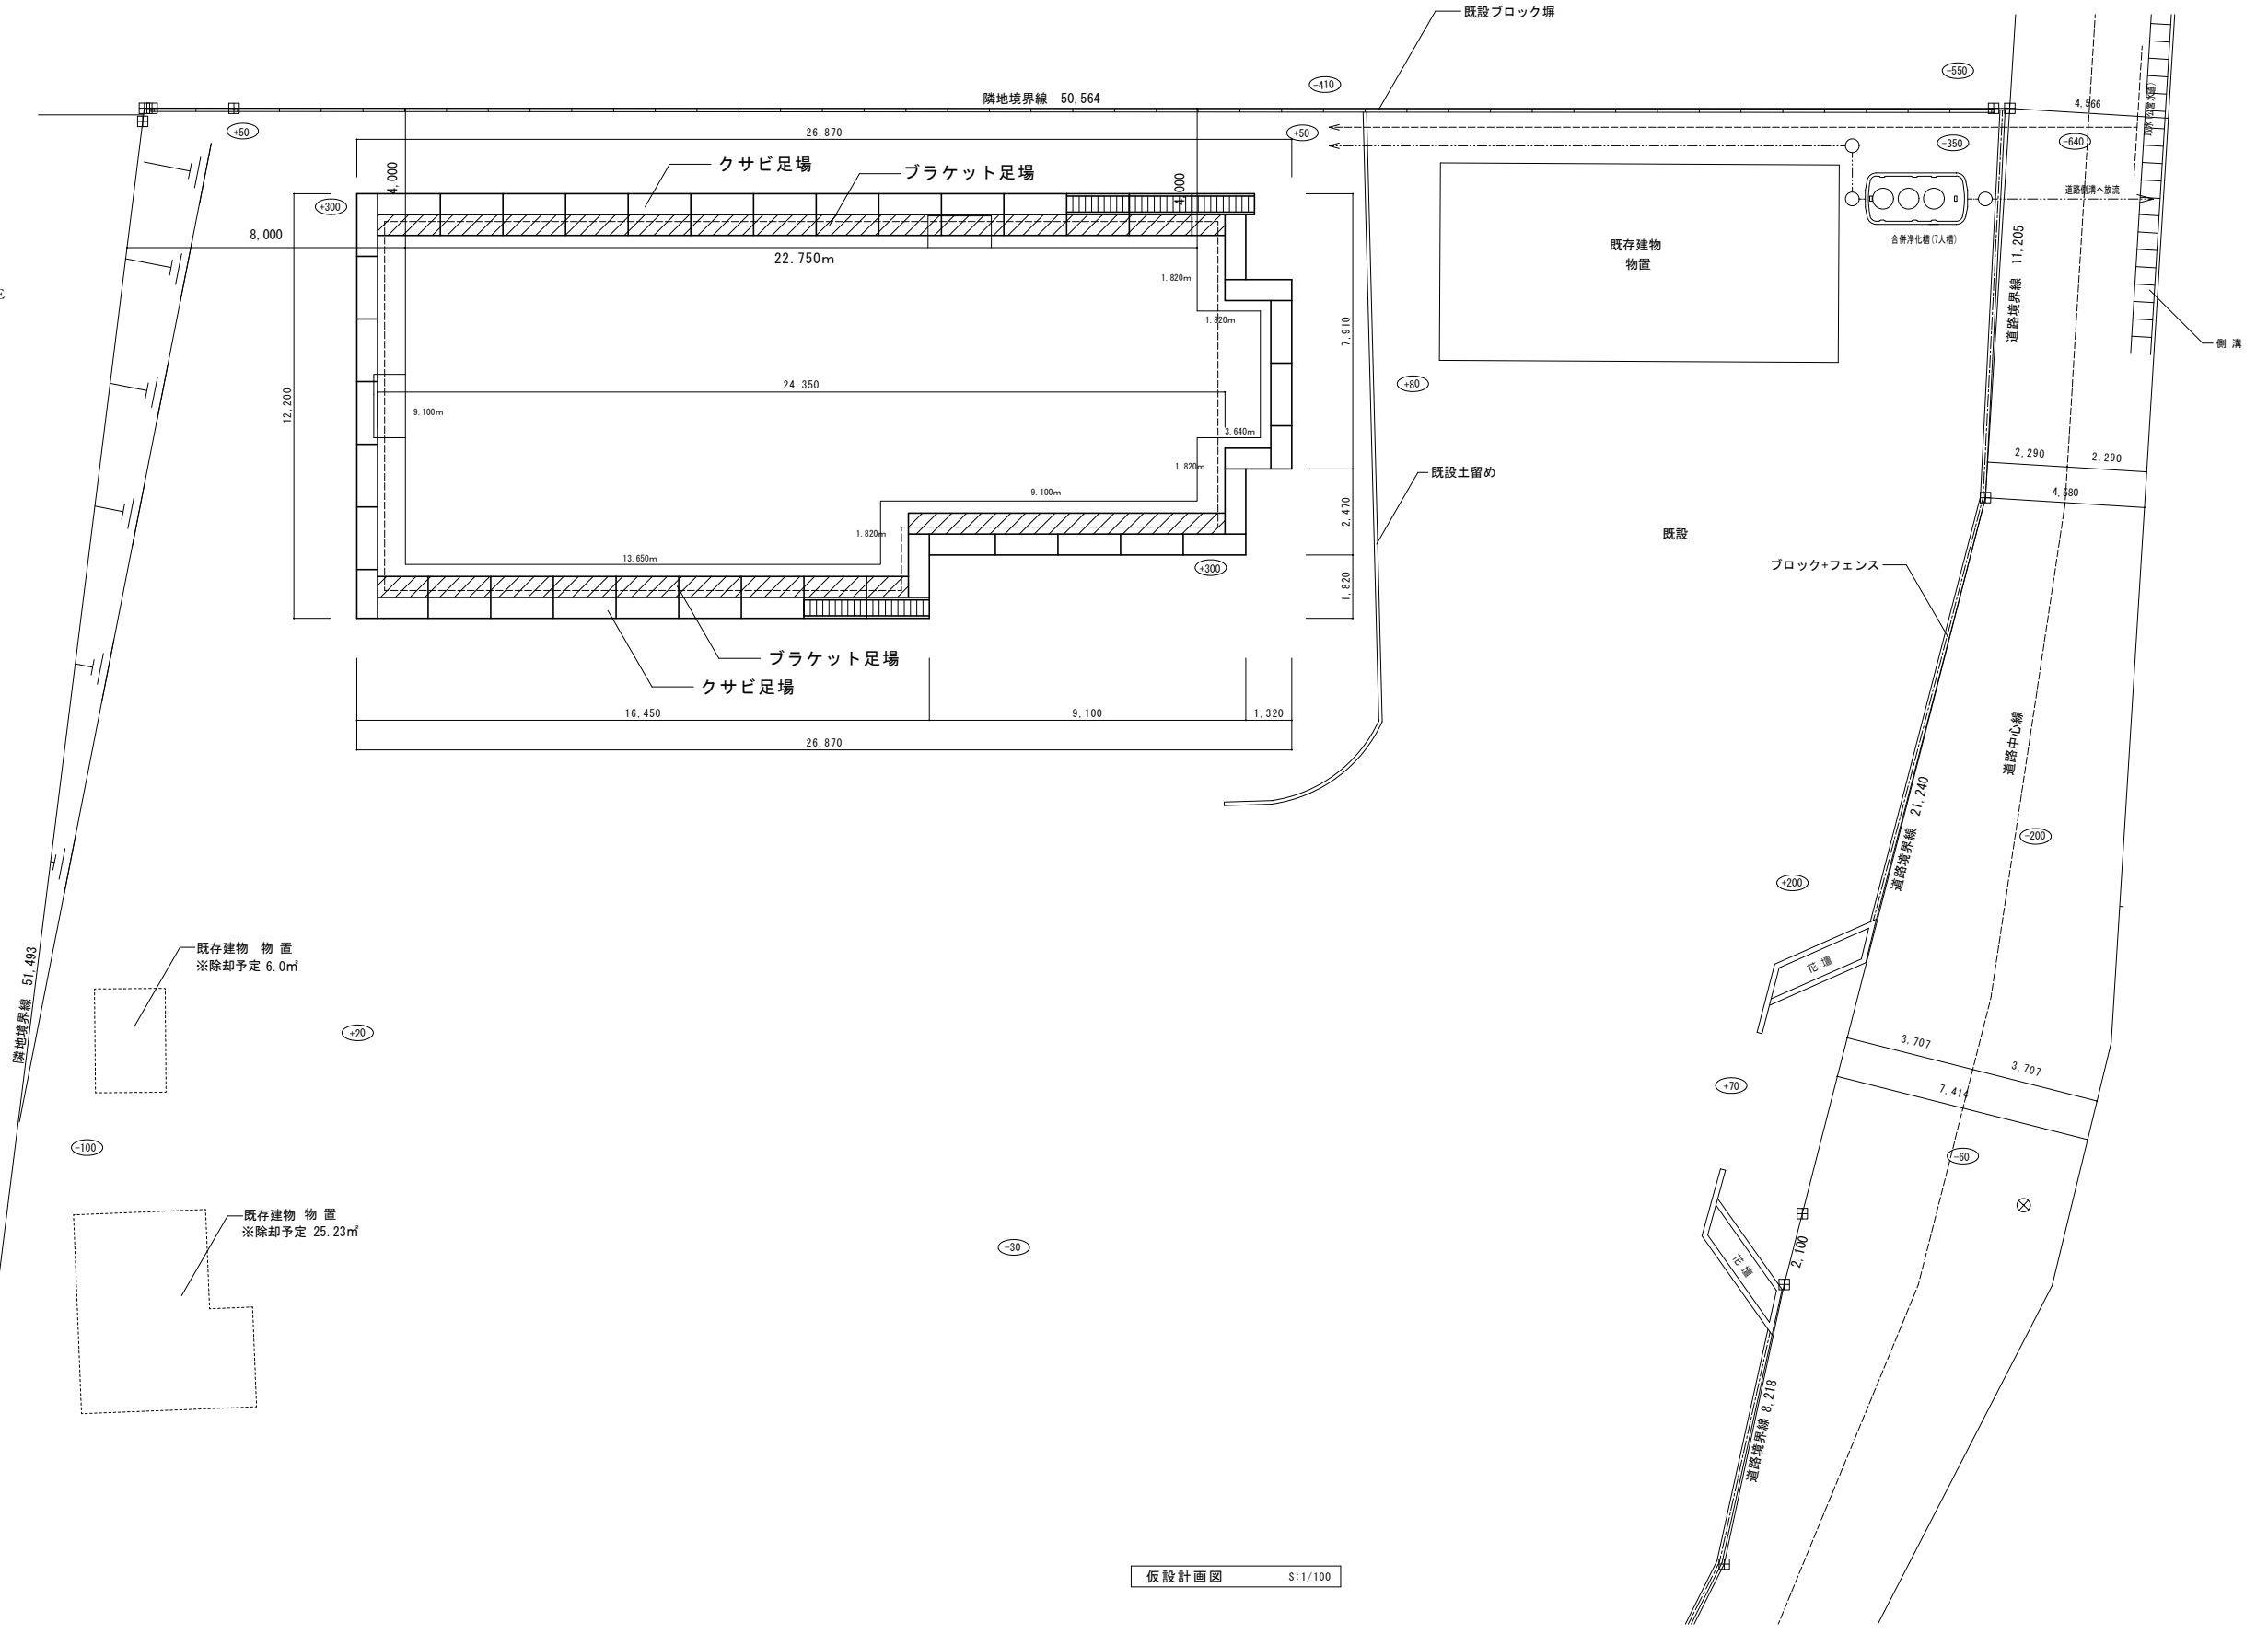 既設ブロック塀
-550
-410
隣地境界線 50,564
4,566
+50
26,870
+50
-350
-640
クサビ足場
ブラケット足場
4,000
4,000
道路側溝へ放流
+300
8,000
合併浄化槽(7人槽)
22.750m
既存建物
物置
1.820m
道路境界線 11,205
1.820m
7,910
側 溝
24,350
+80
12,200
9.100m
3.640m
2,290
2,290
1.820m
既設土留め
9.100m
4,580
2,470
1.820m
既設
13.650m
+300
ブロック+フェンス
1,820
ブラケット足場
クサビ足場
16,450
9,100
1,320
26,870
道路中心線
道路境界線 21,240
-200
+200
既存建物 物 置
※除却予定 6.0㎡
花 壇
隣地境界線 51,493
+20
3,707
3,707
+70
7,414
-100
-60
既存建物 物 置
※除却予定 25.23㎡
-30
2,100
花 壇
道路境界線 8,218
仮設計画図 S:1/100